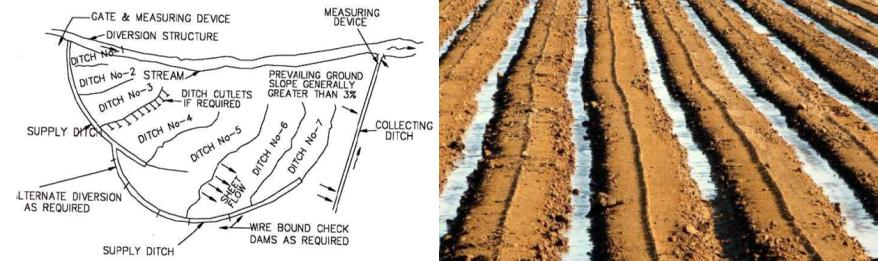 GATE & MEASURING DEVICE
DIVERSION STRUCTURE
MEASURING
DEVICE
DITCH No-1
DITCH No-2
STREAM
DITCH No-3
DITCH CUTLETS
IF REQUIRED
PREVAILING GROUND
SLOPE GENERALLY
GREATER THAN 3%
SUPPLY DITCH
DITCH No-4
DITCH No-5
DITCH No-6
DITCH No-7
COLLECTING
DITCH
SHEET
FLOW
LTERNATE DIVERSION
AS REQUIRED
WIRE BOUND CHECK
DAMS AS REQUIRED
SUPPLY DITCH